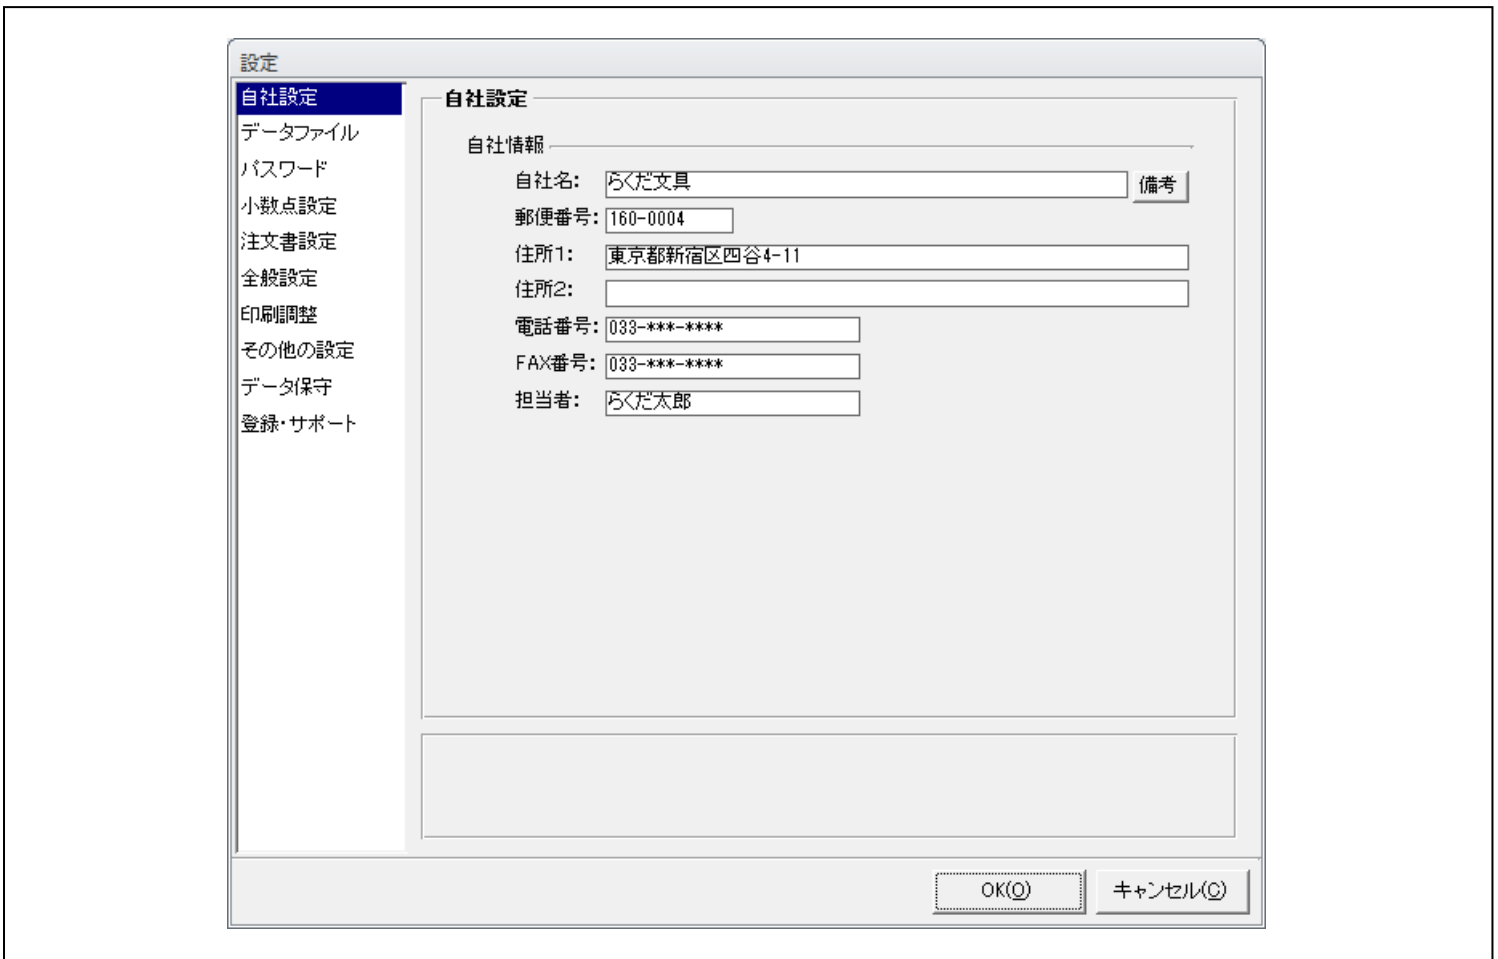 設定
自社設定
データファイル
パスワード
小数点設定
注文書設定
全般設定
印刷調整
その他の設定
データ保守
登録・サポート
自社設定
自社情報
自社名: らくだ文具 備考
郵便番号: 160-0004
住所1: 東京都新宿区四谷4-11
住所2:
電話番号: 033-***-****
FAX番号: 033-***-****
担当者: らくだ太郎
OK(O) キャンセル(C)